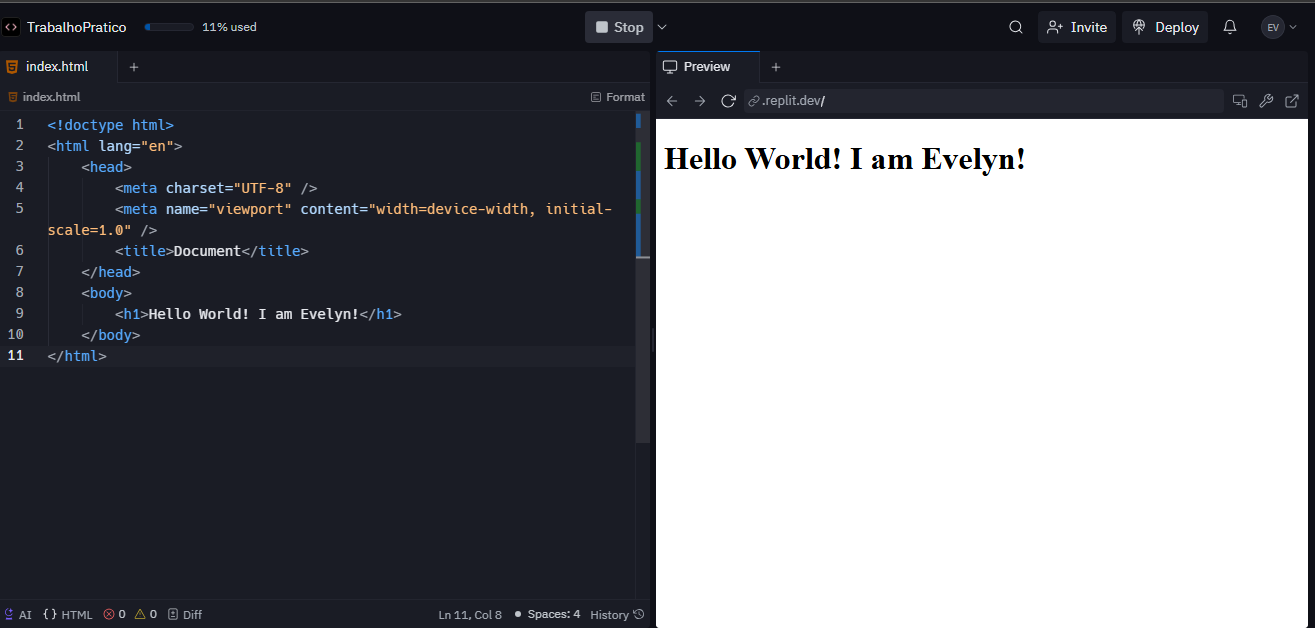 TrabalhoPratico 11% used Stop Invite Deploy EV
index.html
Preview
index.html Format
.replit.dev/
1 <!doctype html>
2 <html lang="en">
3 <head>
4 <meta charset="UTF-8" />
5 <meta name="viewport" content="width=device-width, initial-
scale=1.0" />
6 <title>Document</title>
7 </head>
8 <body>
9 <h1>Hello World! I am Evelyn!</h1>
10 </body>
11 </html>
Hello World! I am Evelyn!
AI {} HTML 0 0 Diff Ln 11, Col 8 Spaces: 4 History